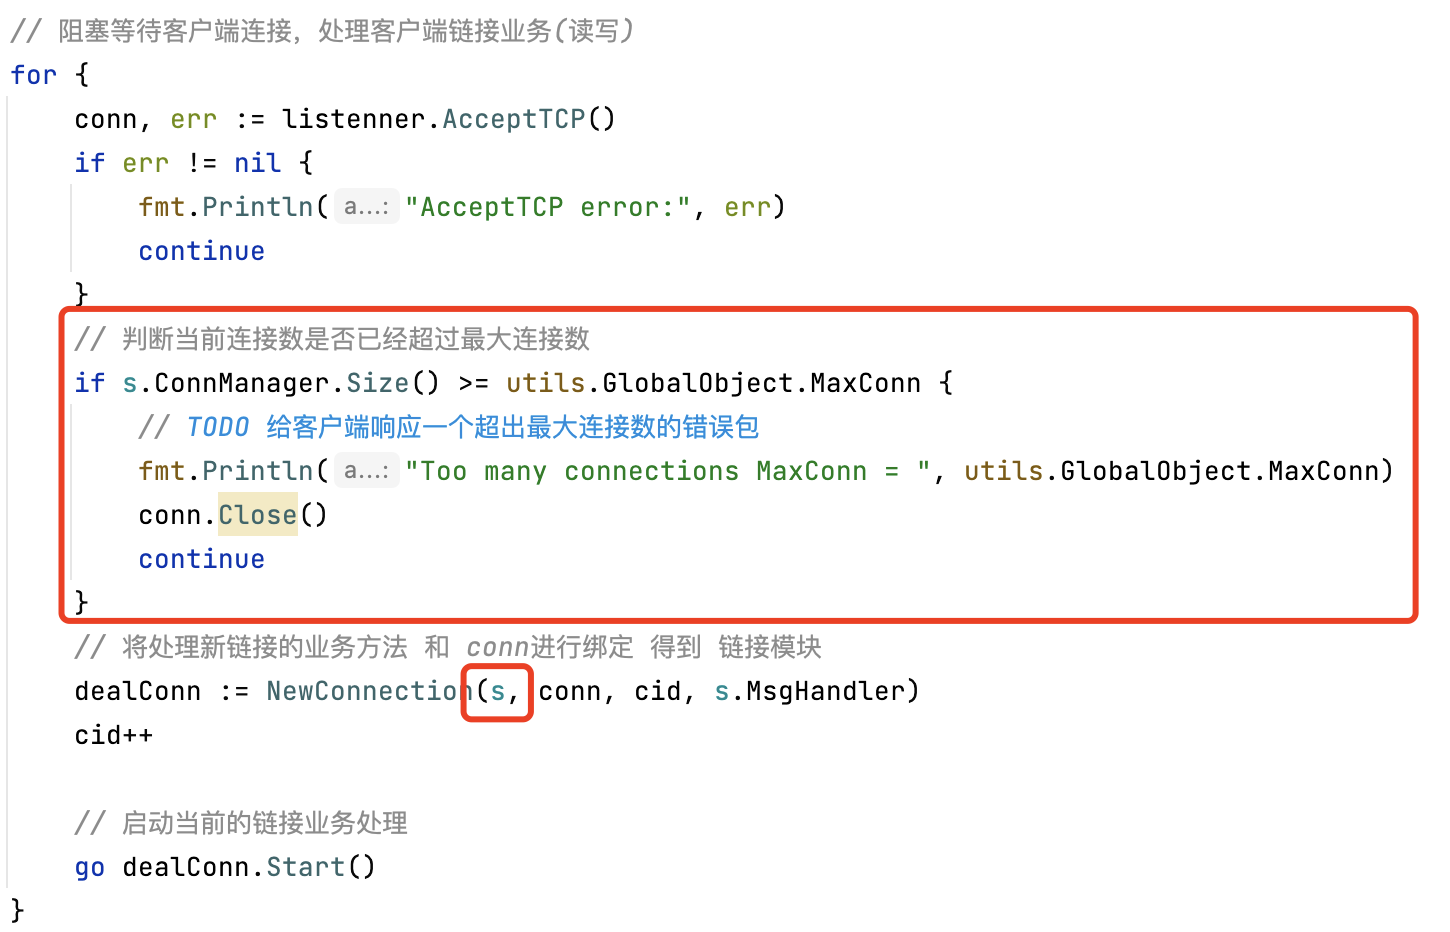 // 阻塞等待客户端连接，处理客户端链接业务(读写)
for {
    conn, err := listenner.AcceptTCP()
    if err != nil {
        fmt.Println( a...: "AcceptTCP error:", err)
        continue
    }
    // 判断当前连接数是否已经超过最大连接数
    if s.ConnManager.Size() >= utils.GlobalObject.MaxConn {
        // TODO 给客户端响应一个超出最大连接数的错误包
        fmt.Println( a...: "Too many connections MaxConn = ", utils.GlobalObject.MaxConn)
        conn.Close()
        continue
    }
    // 将处理新链接的业务方法 和 conn进行绑定 得到 链接模块
    dealConn := NewConnection(s, conn, cid, s.MsgHandler)
    cid++

    // 启动当前的链接业务处理
    go dealConn.Start()
}